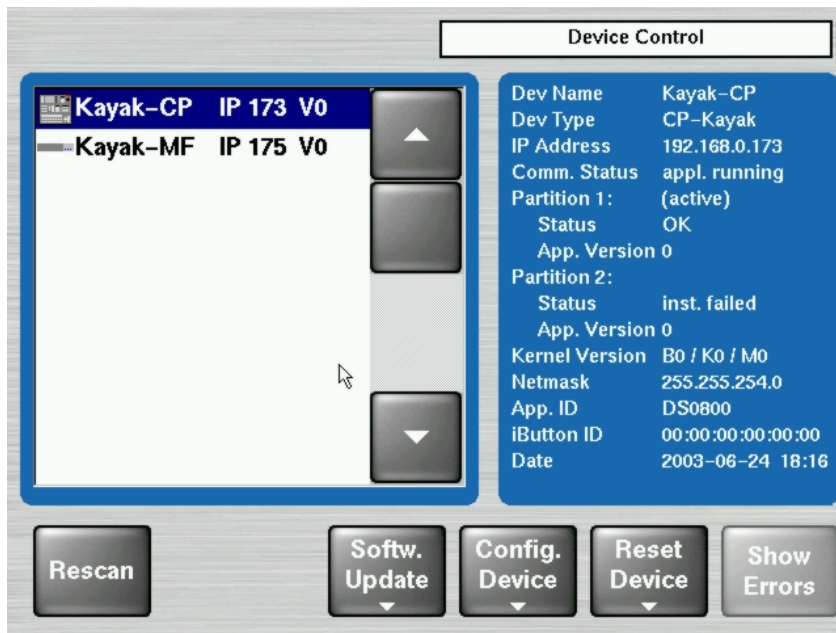 Device Control
Kayak-CP IP 173 V0
Kayak-MF IP 175 V0
Dev Name Kayak-CP
Dev Type CP-Kayak
IP Address 192.168.0.173
Comm. Status appl. running
Partition 1: (active)
Status OK
App. Version 0
Partition 2:
Status inst. failed
App. Version 0
Kernel Version B0 / K0 / M0
Netmask 255.255.254.0
App. ID DS0800
iButton ID 00:00:00:00:00:00
Date 2003-06-24 18:16
Rescan
Softw. Update
Config. Device
Reset Device
Show Errors